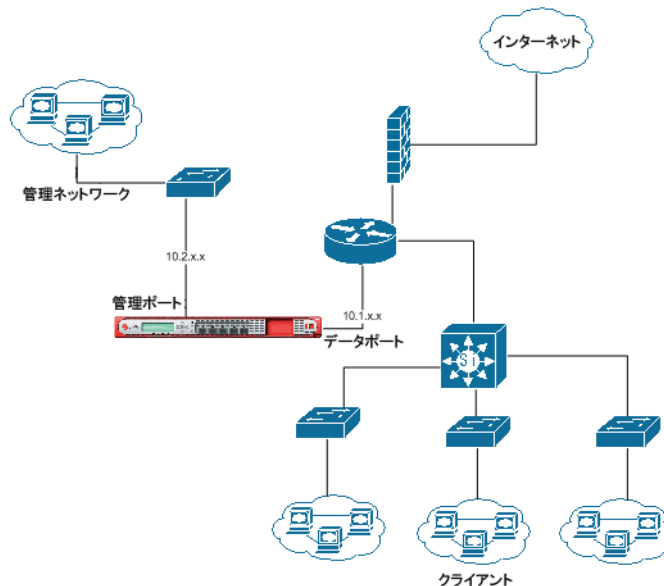 インターネット
管理ネットワーク
10.2.x.x
管理ポート
10.1.x.x
データポート
Si
クライアント